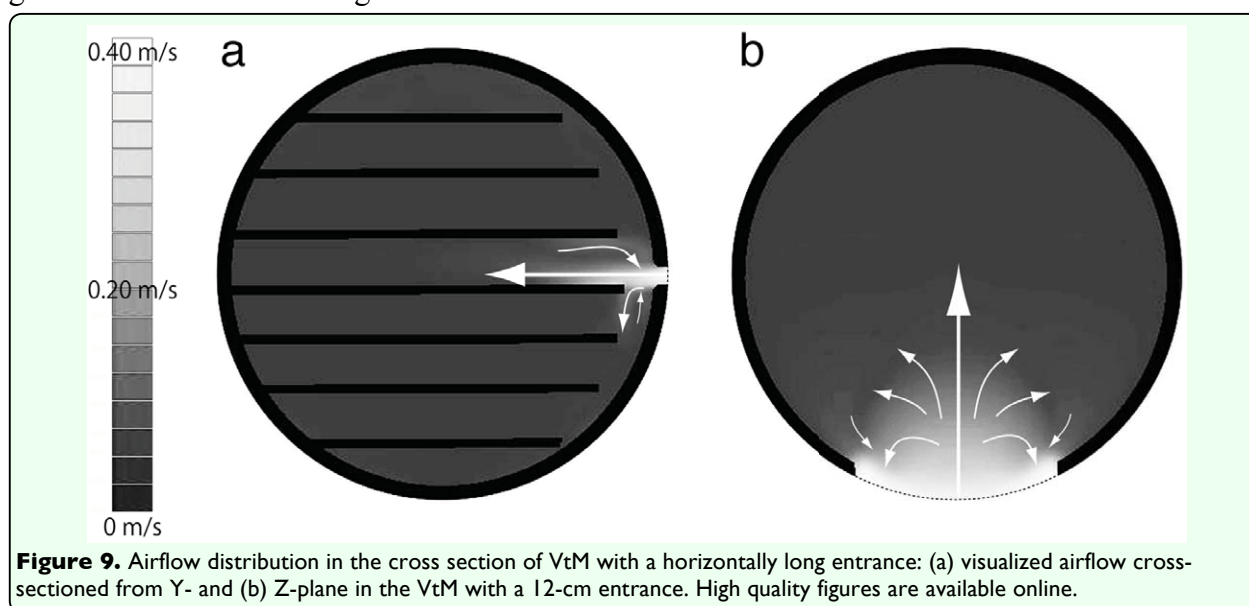 0.40 m/s
a
b
0.20 m/s
0 m/s
Figure 9. Airflow distribution in the cross section of VtM with a horizontally long entrance: (a) visualized airflow cross-
sectioned from Y- and (b) Z-plane in the VtM with a 12-cm entrance. High quality figures are available online.